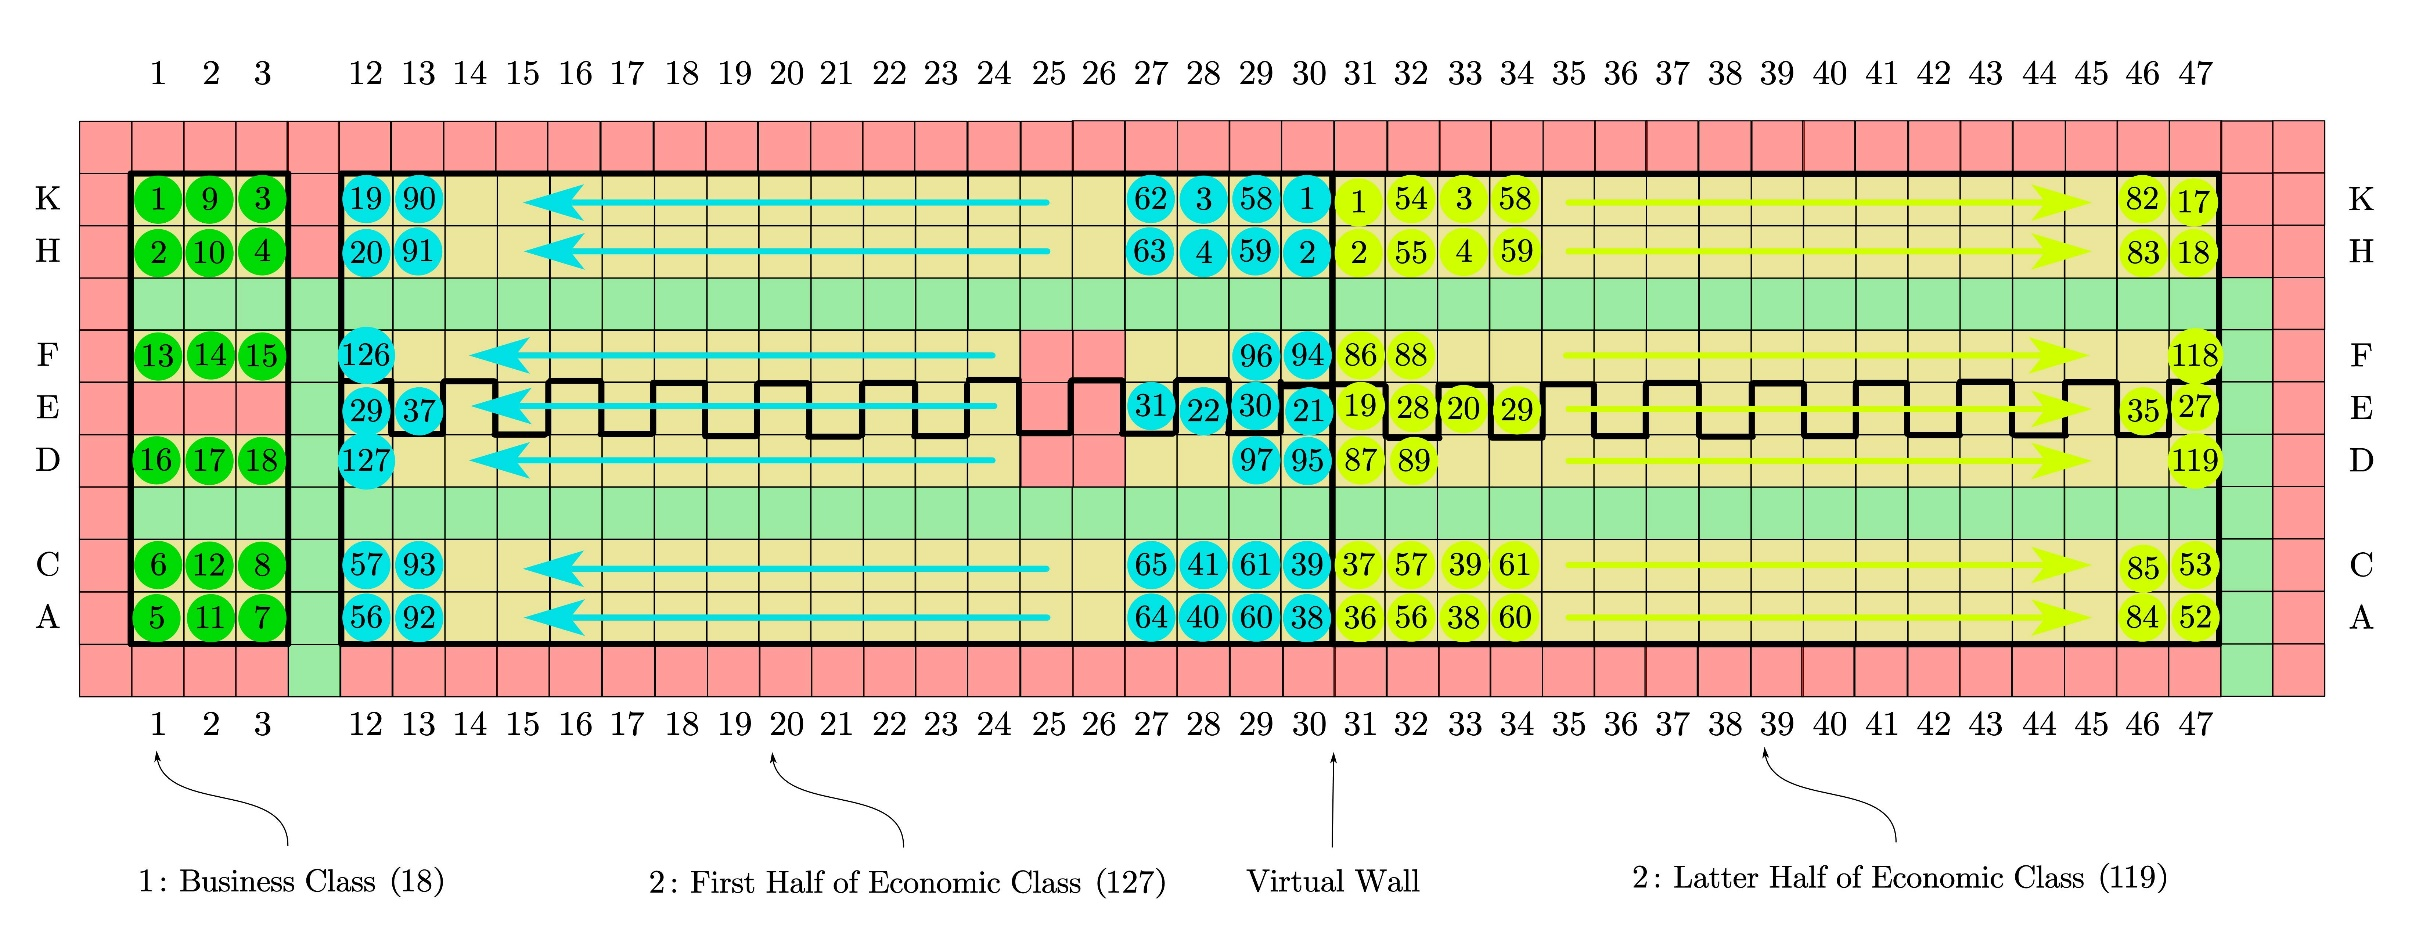 1 2 3 12 13 14 15 16 17 18 19 20 21 22 23 24 25 26 27 28 29 30 31 32 33 34 35 36 37 38 39 40 41 42 43 44 45 46 47
K 1 9 3 19 90 62 3 58 1 1 54 3 58 82 17 K
H 2 10 4 20 91 63 4 59 2 2 55 4 59 83 18 H
F 13 14 15 126 96 94 86 88 118 F
E 29 37 31 22 30 21 19 28 20 29 35 27 E
D 16 17 18 127 97 95 87 89 119 D
C 6 12 8 57 93 65 41 61 39 37 57 39 61 85 53 C
A 5 11 7 56 92 64 40 60 38 36 56 38 60 84 52 A
1 2 3 12 13 14 15 16 17 18 19 20 21 22 23 24 25 26 27 28 29 30 31 32 33 34 35 36 37 38 39 40 41 42 43 44 45 46 47
1: Business Class (18)
2: First Half of Economic Class (127)
Virtual Wall
2: Latter Half of Economic Class (119)